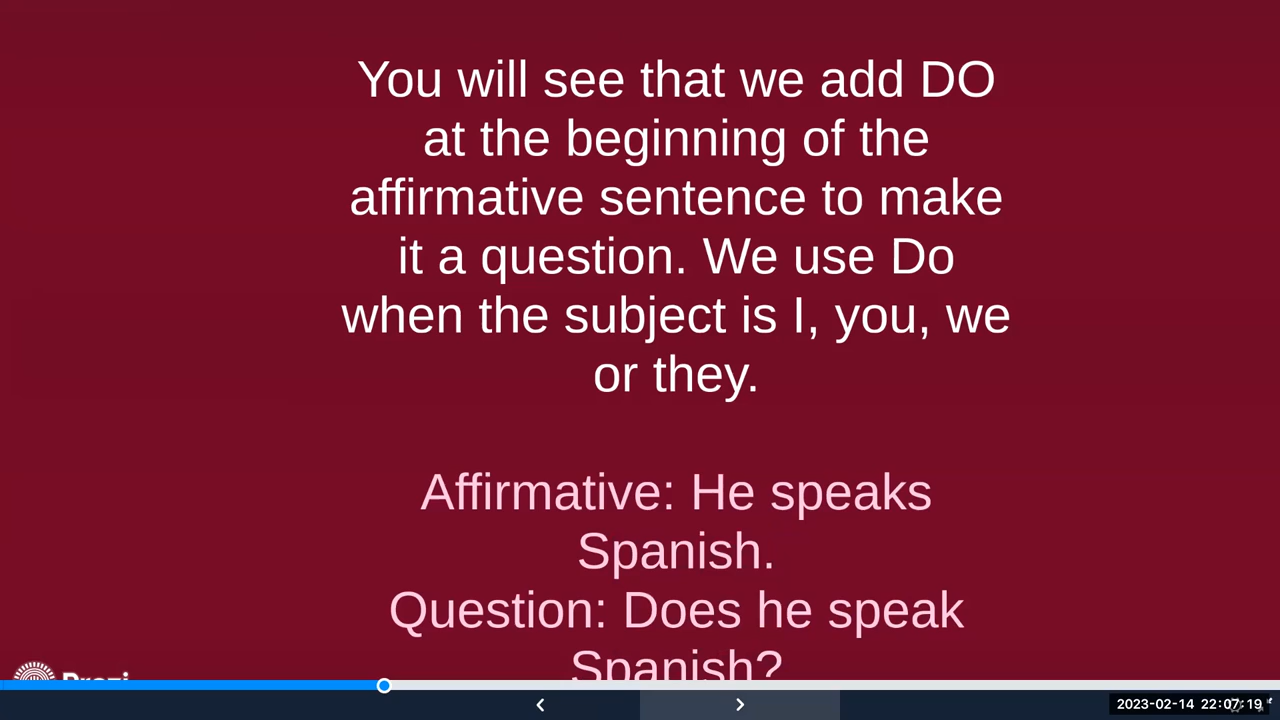 You will see that we add DO
at the beginning of the
affirmative sentence to make
it a question. We use Do
when the subject is I, you, we
or they.
Affirmative: He speaks
Spanish.
Question: Does he speak
Spanish?
Prezi
2023-02-14 22:07:19